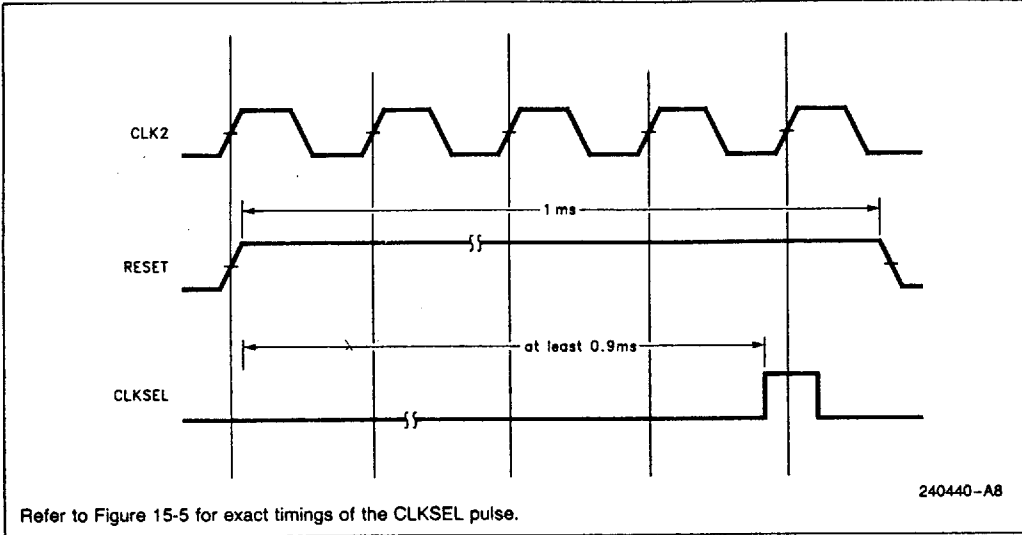 CLK2
1 ms
RESET
at least 0.9ms
CLKSEL
240440-A8
Refer to Figure 15-5 for exact timings of the CLKSEL pulse.